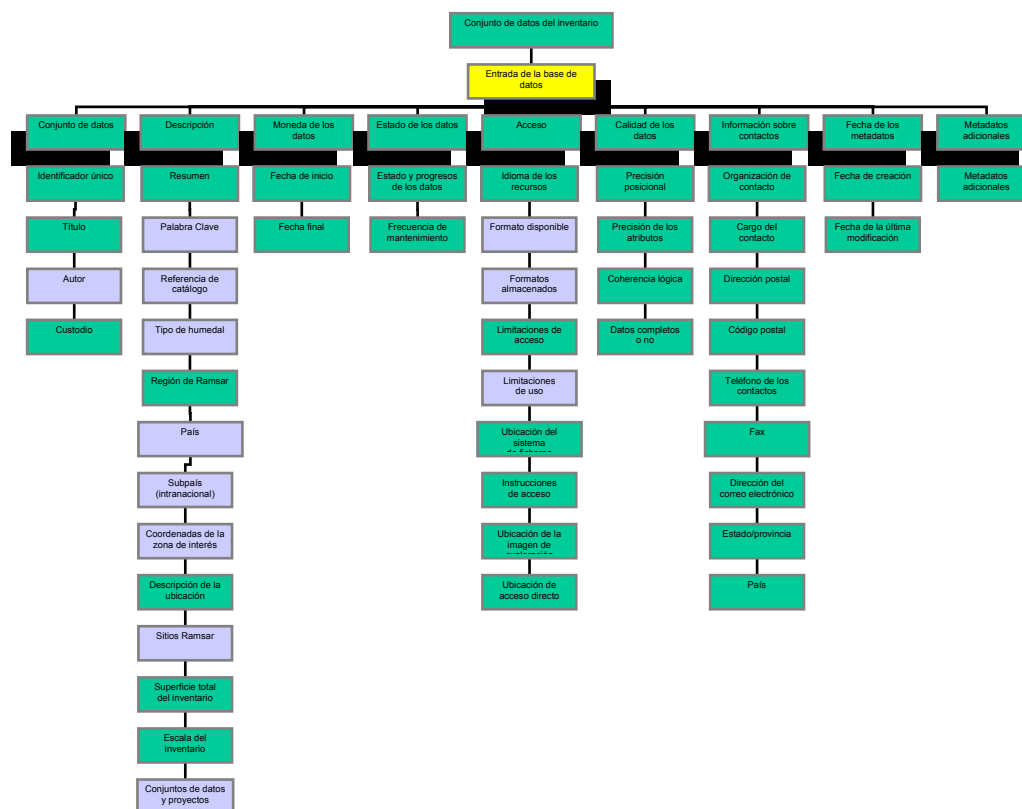 Conjunto de datos del inventario
Entrada de la base de
datos
Conjunto de datos
Descripción
Moneda de los
datos
Estado de los datos
Acceso
Calidad de los
datos
Información sobre
contactos
Fecha de los
metadatos
Metadatos
adicionales
Identificador único
Título
Autor
Custodio
Resumen
Palabra Clave
Referencia de
catálogo
Tipo de humedal
Región de Ramsar
País
Subpaís
(intranacional)
Coordenadas de la
zona de interés
Descripción de la
ubicación
Sitios Ramsar
Superficie total
del inventario
Escala del
inventario
Conjuntos de datos
y proyectos
Fecha de inicio
Fecha final
Estado y progresos
de los datos
Frecuencia de
mantenimiento
Idioma de los
recursos
Formato disponible
Formatos
almacenados
Limitaciones de
acceso
Limitaciones
de uso
Ubicación del
sistema
Instrucciones
de acceso
Ubicación de la
imagen de
Ubicación de
acceso directo
Precisión
posicional
Precisión de los
atributos
Coherencia lógica
Datos completos
o no
Organización de
contacto
Cargo del
contacto
Dirección postal
Código postal
Teléfono de los
contactos
Fax
Dirección del
correo electrónico
Estado/provincia
País
Fecha de creación
Fecha de la última
modificación
Metadatos
adicionales